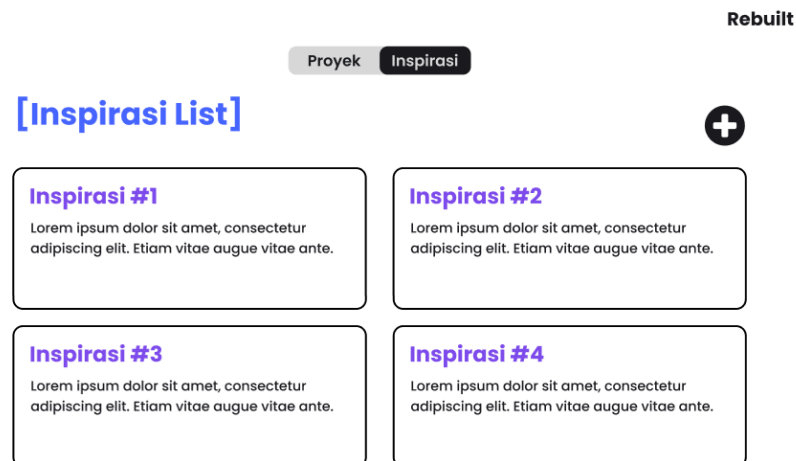 Rebuilt
Proyek Inspirasi
[Inspirasi List]
Inspirasi #1
Lorem ipsum dolor sit amet, consectetur
adipiscing elit. Etiam vitae augue vitae ante.
Inspirasi #2
Lorem ipsum dolor sit amet, consectetur
adipiscing elit. Etiam vitae augue vitae ante.
Inspirasi #3
Lorem ipsum dolor sit amet, consectetur
adipiscing elit. Etiam vitae augue vitae ante.
Inspirasi #4
Lorem ipsum dolor sit amet, consectetur
adipiscing elit. Etiam vitae augue vitae ante.